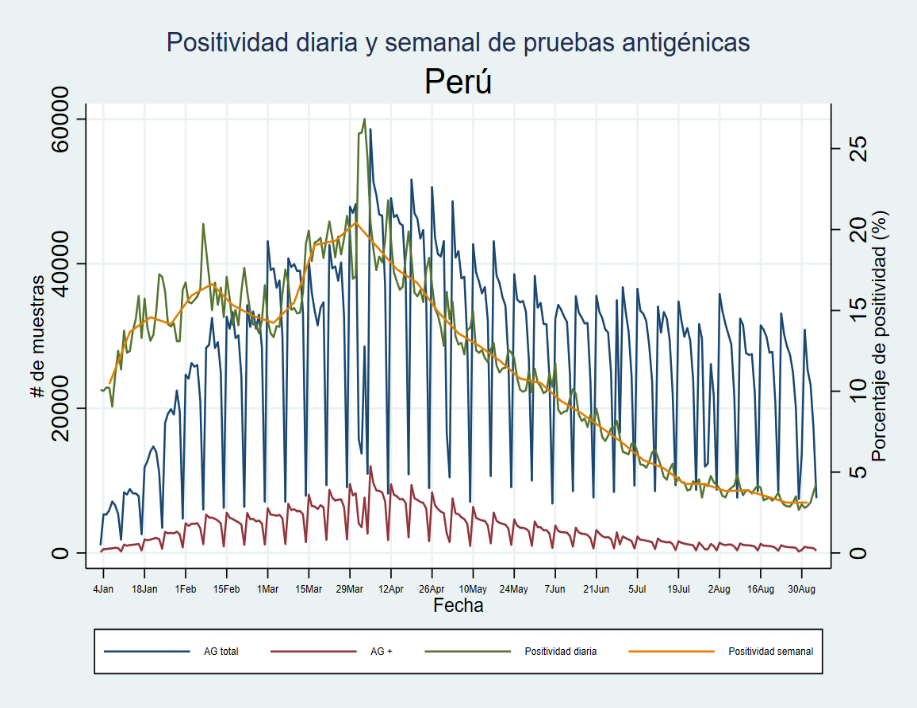 Positividad diaria y semanal de pruebas antigénicas
Perú
# de muestras
60000
40000
20000
0
Porcentaje de positividad (%)
25
20
15
10
5
0
4Jan 18Jan 1Feb 15Feb 1Mar 15Mar 29Mar 12Apr 26Apr 10May 24May 7Jun 21Jun 5Jul 19Jul 2Aug 16Aug 30Aug
Fecha
AG total AG + Positividad diaria Positividad semanal